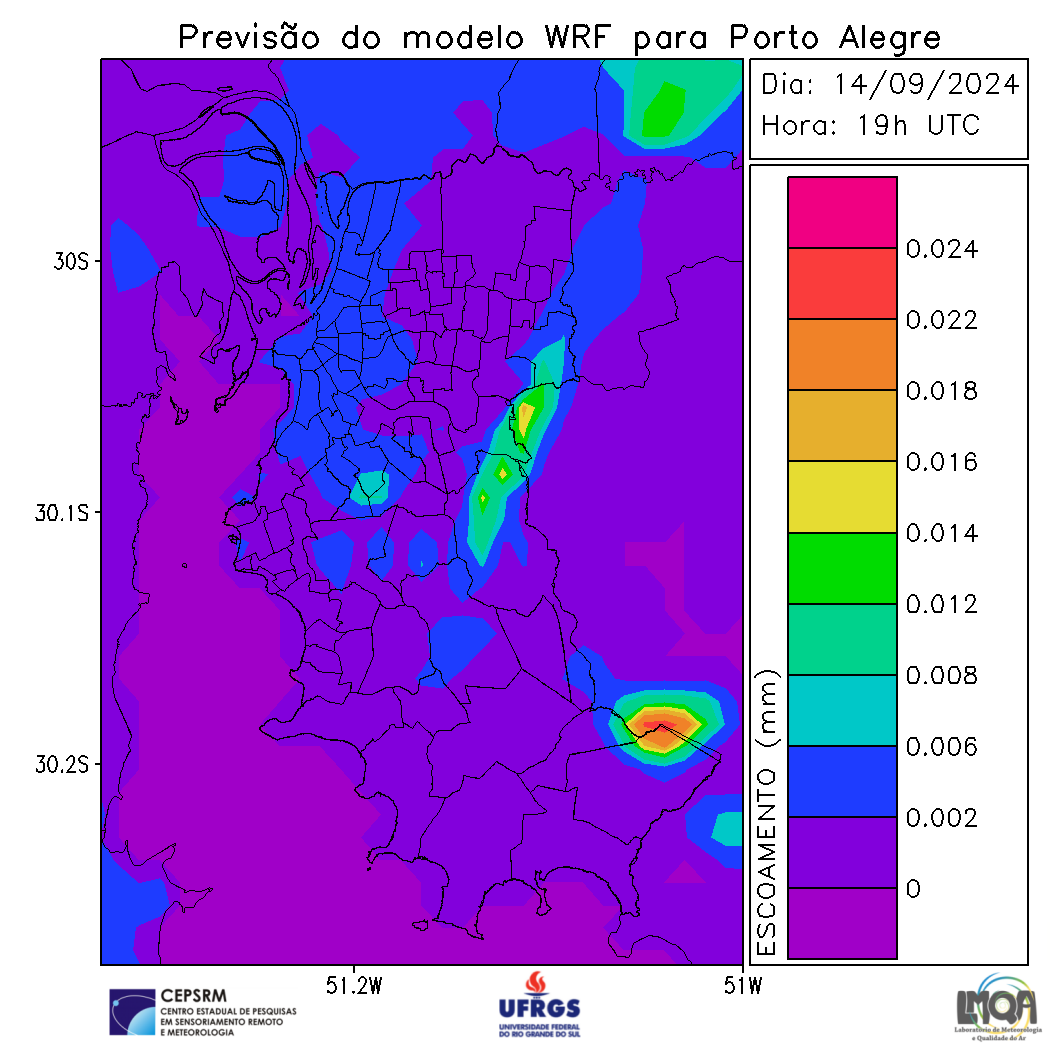 Previsão do modelo WRF para Porto Alegre
Dia: 14/09/2024
Hora: 19h UTC
30S
30.1S
30.2S
51.2W
51W
0.024
0.022
0.018
0.016
0.014
0.012
0.008
0.006
0.002
0
ESCOAMENTO (mm)
CEPSRM
CENTRO ESTADUAL DE PESQUISAS
EM SENSORIAMENTO REMOTO
E METEOROLOGIA
UFRGS
UNIVERSIDADE FEDERAL
DO RIO GRANDE DO SUL
LMQA
Laboratório de Meteorologia
e Qualidade do Ar